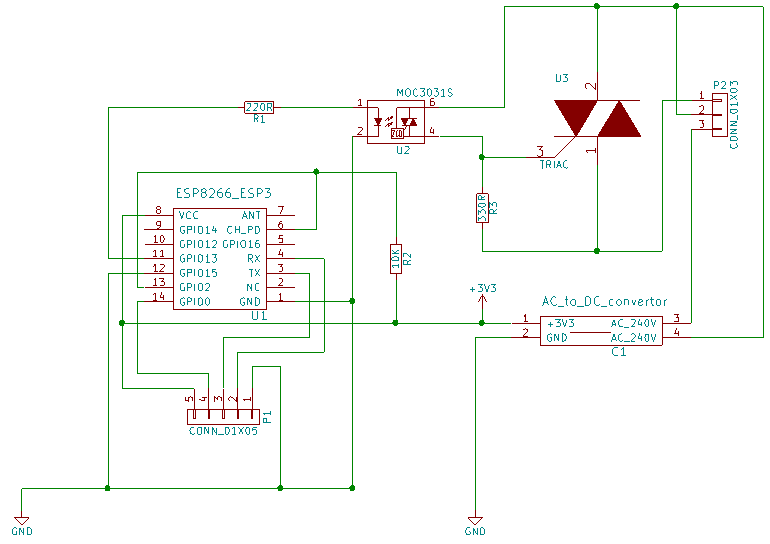 MOC3031S
220R
R1
1
2
6
4
ZCD
U2
U3
2
3
1
TRIAC
P2
1
2
3
CONN_01X03
330R
R3
ESP8266_ESP3
8 VCC ANT 7
9 GPIO14 CH_PD 6
10 GPIO12 GPIO16 5
11 GPIO13 RX 4
12 GPIO15 TX 3
13 GPIO2 NC 2
14 GPIO0 GND 1
U1
10K
R2
+3V3
AC_to_DC_convertor
1 +3V3 AC_240V 3
2 GND AC_240V 4
C1
5 4 3 2 1
P1
CONN_01X05
GND
GND